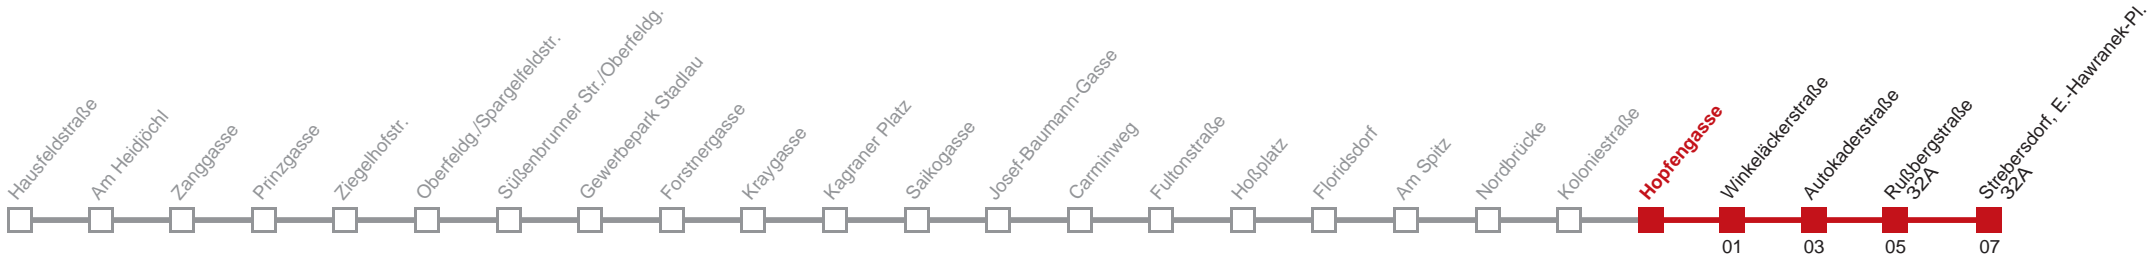 Hausfeldstraße
Am Heidjöchl
Zanggasse
Prinzgasse
Ziegelhofstr.
Oberfeldg./Spargelfeldstr.
Süßenbrunner Str./Oberfeldg.
Gewerbepark Stadlau
Forstnergasse
Kraygasse
Kagraner Platz
Saikogasse
Josef-Baumann-Gasse
Carminweg
Fultonstraße
Hoßplatz
Floridsdorf
Am Spitz
Nordbrücke
Koloniestraße
Hopfengasse
Winkeläckerstraße
Autokaderstraße
Rußbergstraße
32A
Strebersdorf, E.-Hawranek-Pl.
32A
01
03
05
07